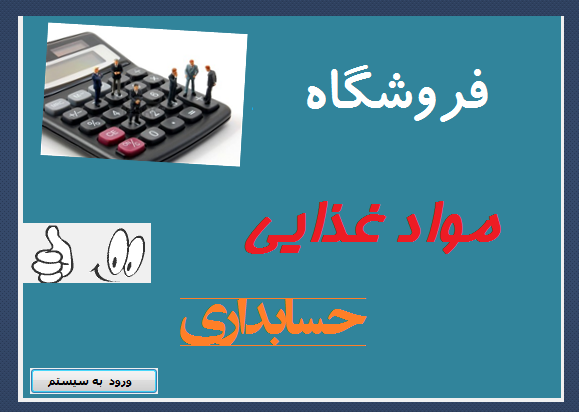 فروشگاه
مواد غذایی
حسابداری
ورود به سیستم